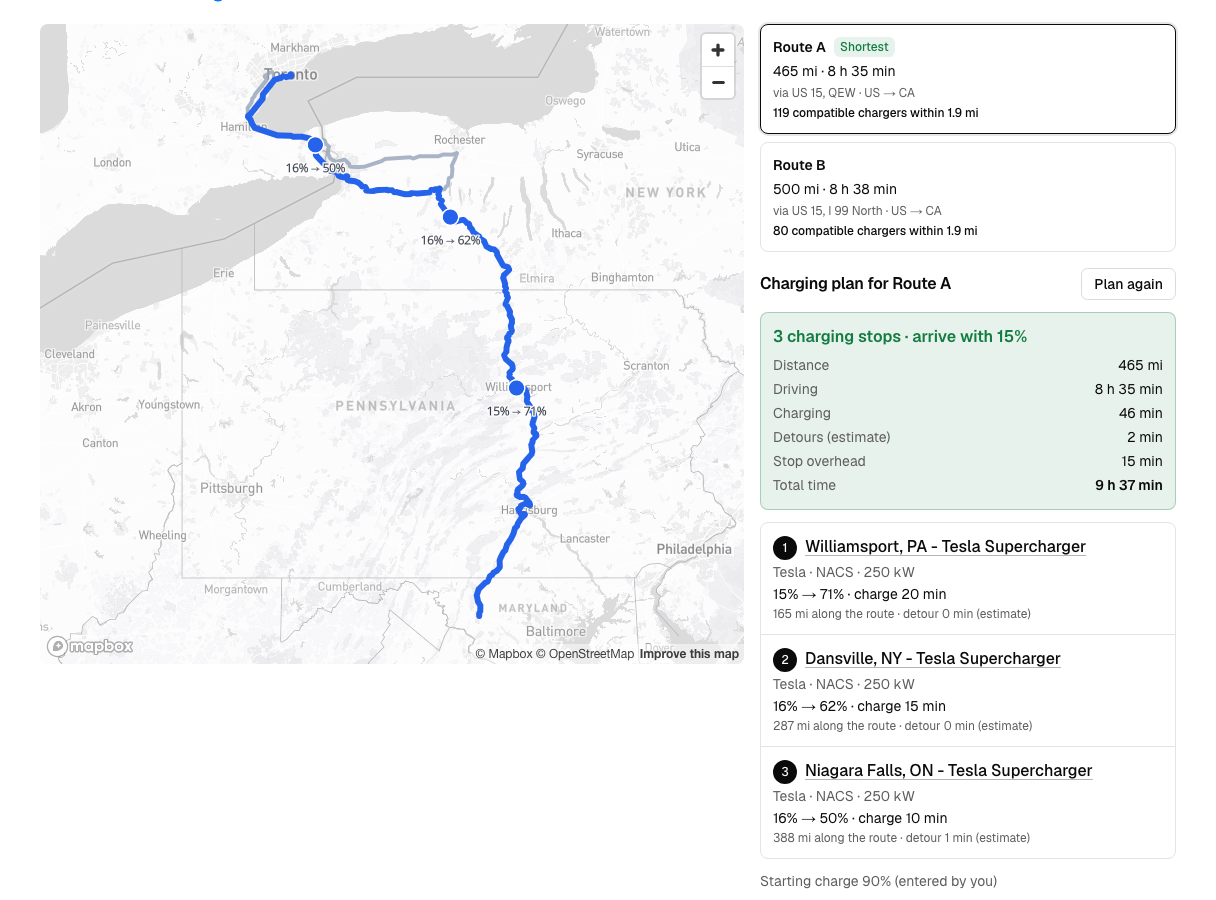 Markham
Toronto
Watertown
Oswego
Hamilton
Rochester
London
Syracuse
Utica
16% → 50%
NEW YORK
16% → 62%
Ithaca
Erie
Elmira
Binghamton
Painesville
Cleveland
Scranton
Williamsport
Akron
Youngstown
PENNSYLVANIA
15% → 71%
Canton
Pittsburgh
Harrisburg
Wheeling
Lancaster
Philadelphia
Morgantown
Cumberland
MARYLAND
Baltimore
Dover
mapbox
© Mapbox © OpenStreetMap Improve this map
+
−
Route A Shortest
465 mi · 8 h 35 min
via US 15, QEW · US → CA
119 compatible chargers within 1.9 mi
Route B
500 mi · 8 h 38 min
via US 15, I 99 North · US → CA
80 compatible chargers within 1.9 mi
Charging plan for Route A
Plan again
3 charging stops · arrive with 15%
Distance 465 mi
Driving 8 h 35 min
Charging 46 min
Detours (estimate) 2 min
Stop overhead 15 min
Total time 9 h 37 min
1 Williamsport, PA - Tesla Supercharger
Tesla · NACS · 250 kW
15% → 71% · charge 20 min
165 mi along the route · detour 0 min (estimate)
2 Dansville, NY - Tesla Supercharger
Tesla · NACS · 250 kW
16% → 62% · charge 15 min
287 mi along the route · detour 0 min (estimate)
3 Niagara Falls, ON - Tesla Supercharger
Tesla · NACS · 250 kW
16% → 50% · charge 10 min
388 mi along the route · detour 1 min (estimate)
Starting charge 90% (entered by you)